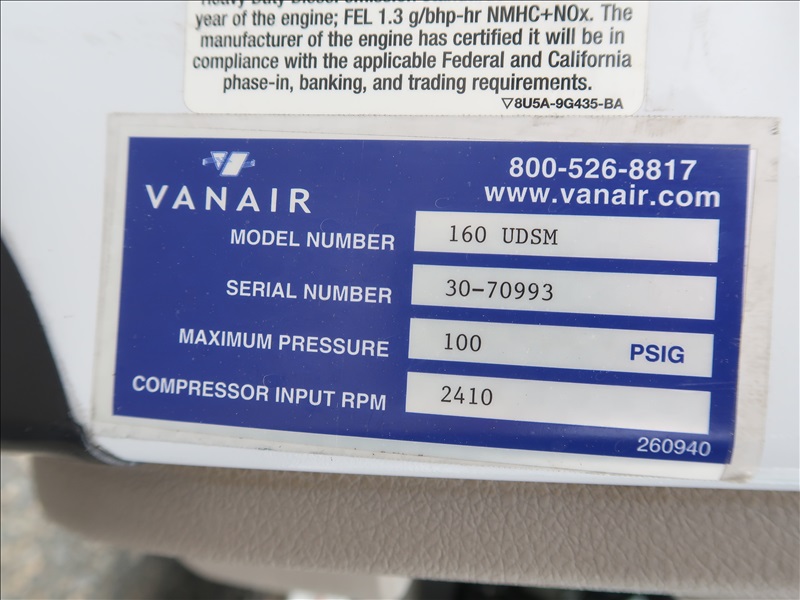 Heavy Duty Diesel
year of the engine; FEL 1.3 g/bhp-hr NMHC+NOx. The
manufacturer of the engine has certified it will be in
compliance with the applicable Federal and California
phase-in, banking, and trading requirements.
▽8U5A-9G435-BA
800-526-8817
www.vanair.com
VANAIR
MODEL NUMBER 160 UDSM
SERIAL NUMBER 30-70993
MAXIMUM PRESSURE 100 PSIG
COMPRESSOR INPUT RPM 2410
260940